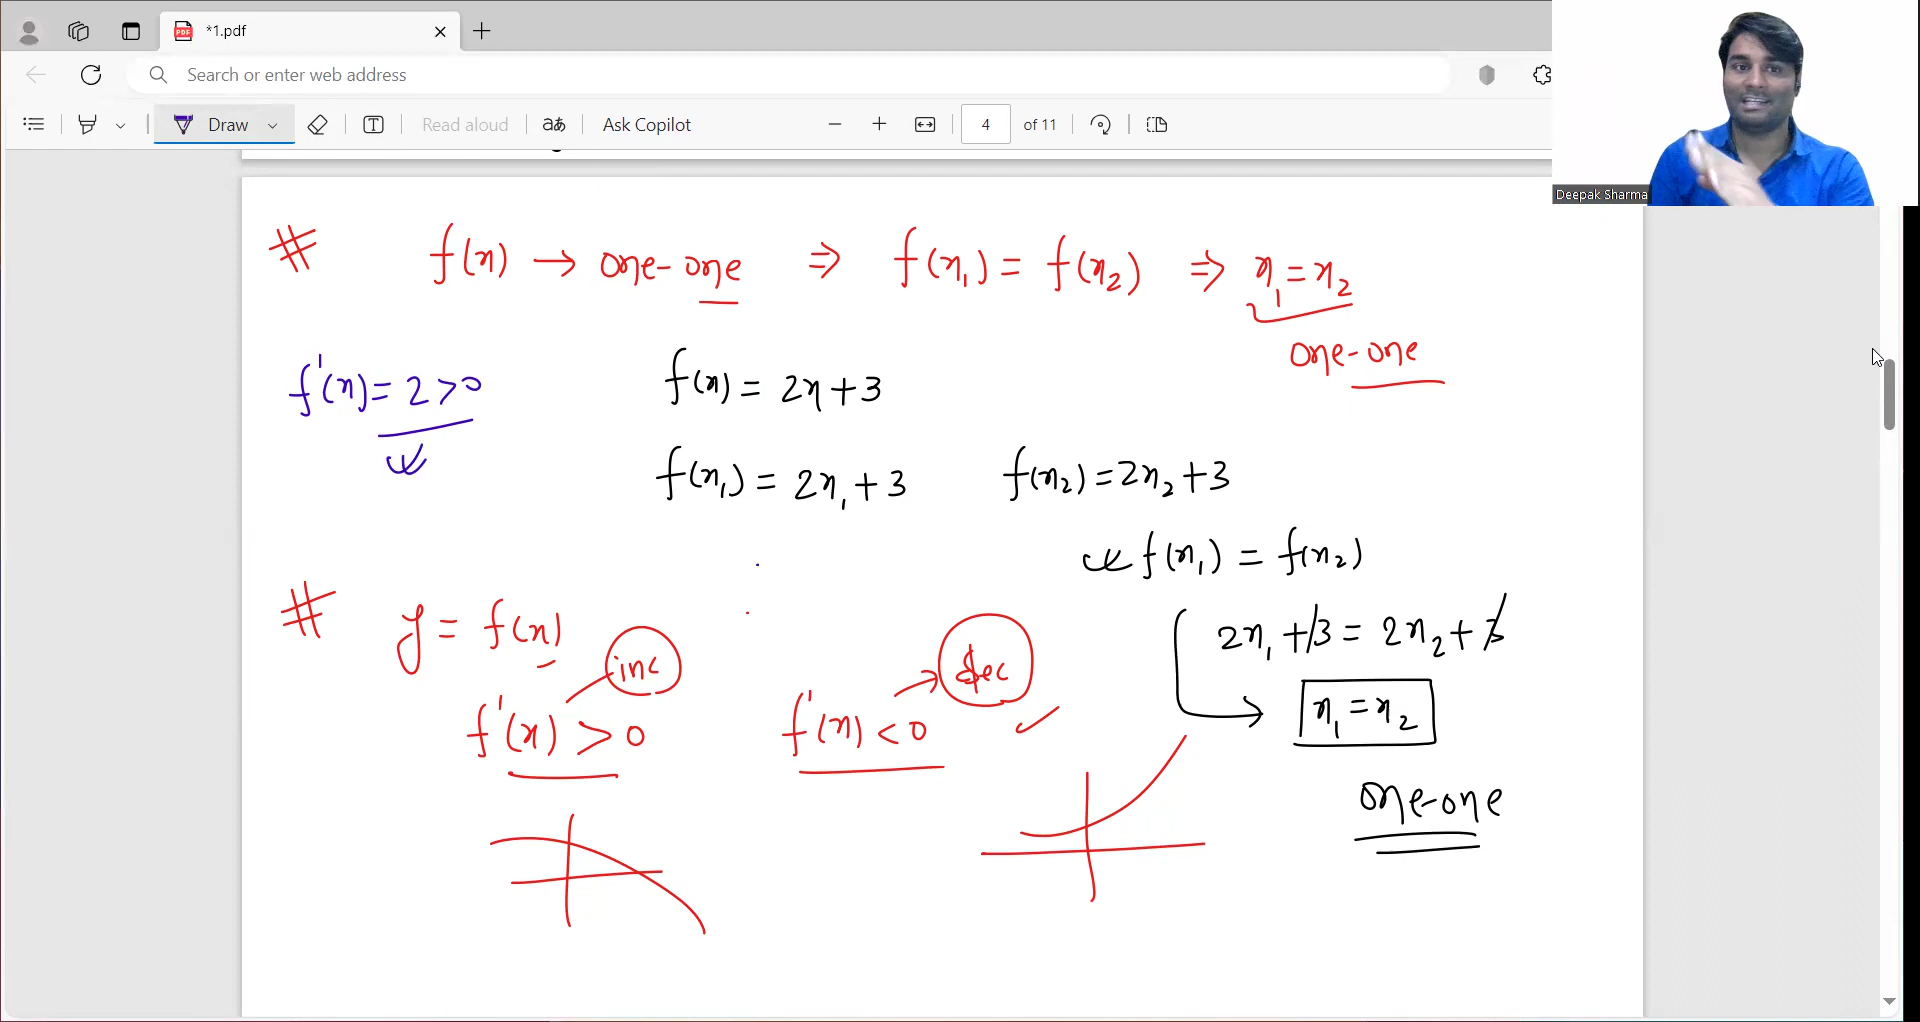 *1.pdf
Search or enter web address
Draw
Read aloud
aあ
Ask Copilot
4 of 11
Deepak Sharma
# f(x) → one-one ⇒ f(x₁) = f(x₂) ⇒ x₁ = x₂
one-one
f'(x) = 2 > 0
f(x) = 2x + 3
f(x₁) = 2x₁ + 3
f(x₂) = 2x₂ + 3
f(x₁) = f(x₂)
2x₁ + 3 = 2x₂ + 3
x₁ = x₂
one-one
# y = f(x)
inc
dec
f'(x) > 0
f'(x) < 0